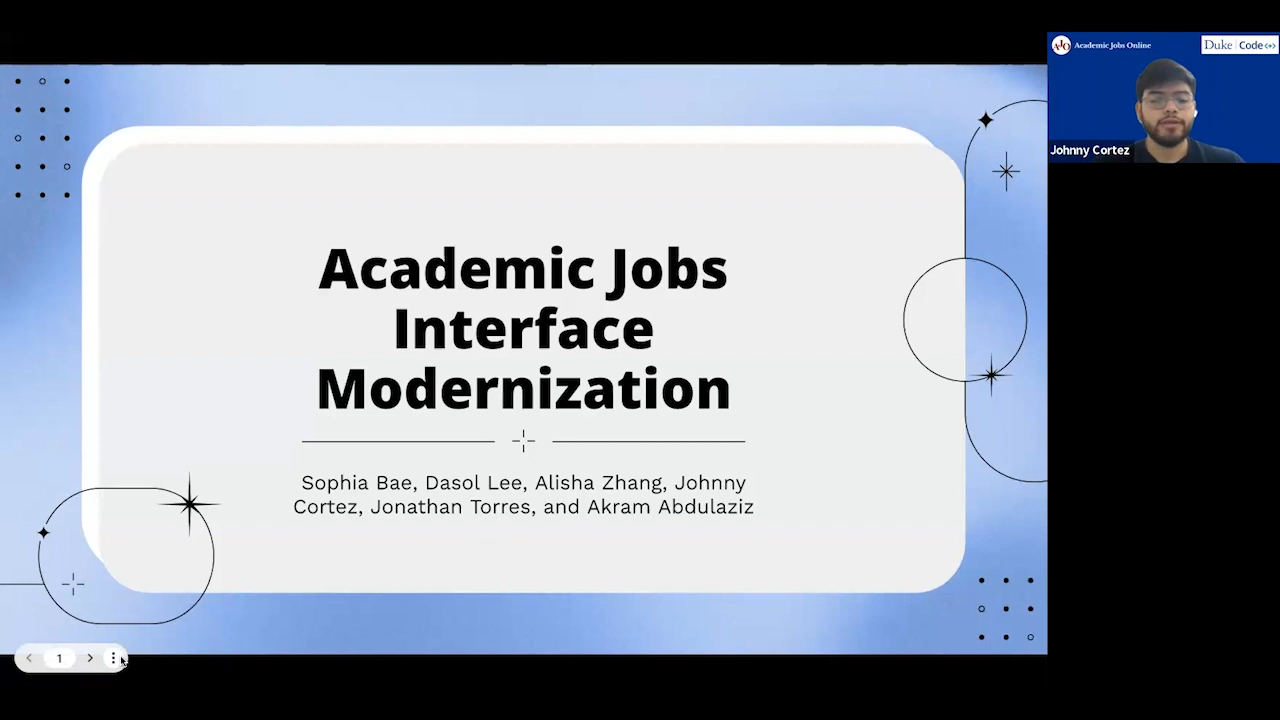 Academic Jobs
Interface
Modernization
Sophia Bae, Dasol Lee, Alisha Zhang, Johnny
Cortez, Jonathan Torres, and Akram Abdulaziz
1
AJO Academic Jobs Online
Duke Code
Johnny Cortez